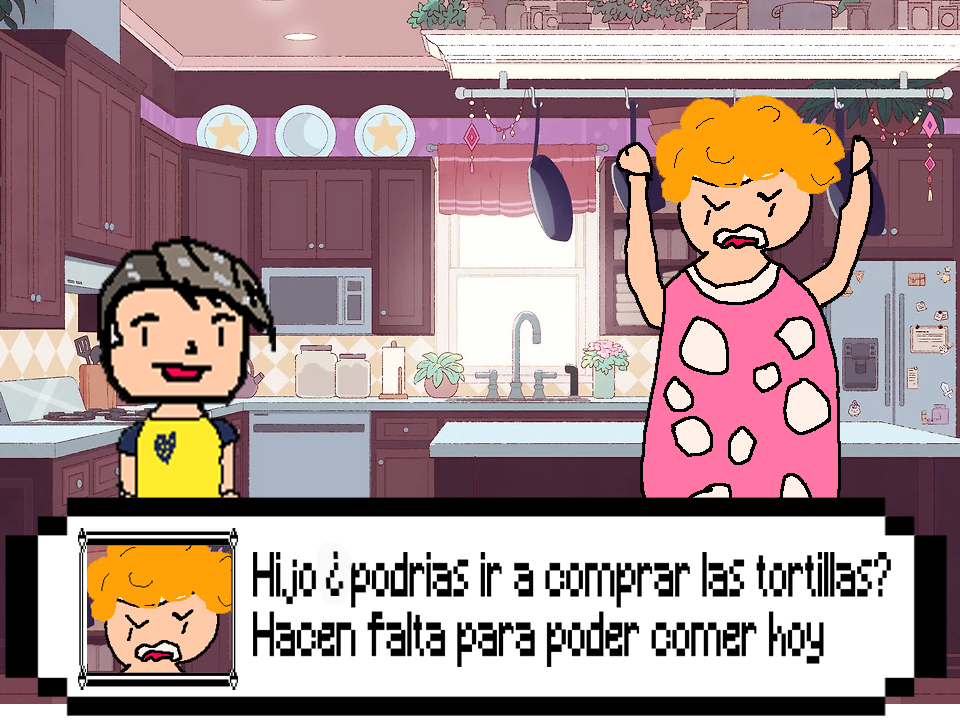 Hijo ¿podrias ir a comprar las tortillas?
Hacen falta para poder comer hoy